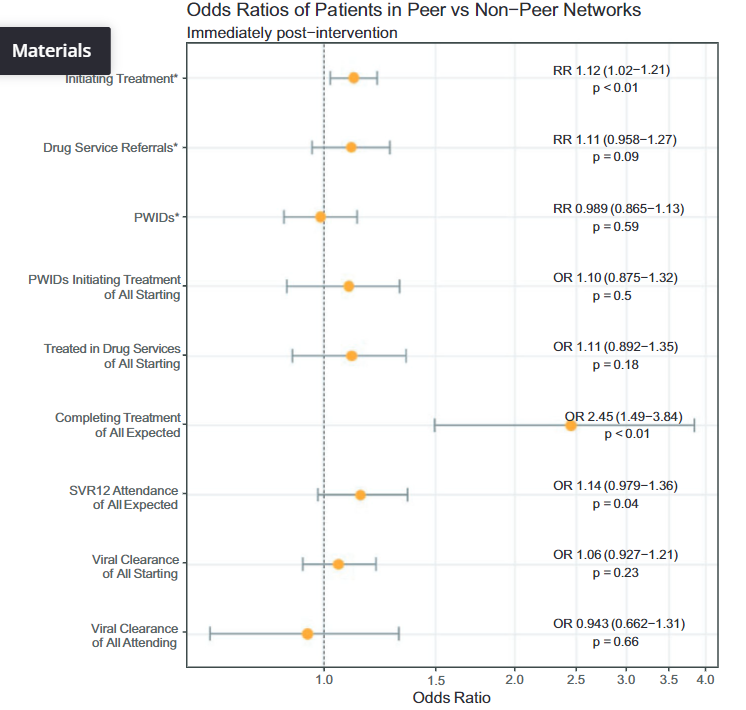 Odds Ratios of Patients in Peer vs Non−Peer Networks
Immediately post−intervention
Materials
Initiating Treatment*
RR 1.12 (1.02−1.21)
p < 0.01
Drug Service Referrals*
RR 1.11 (0.958−1.27)
p = 0.09
PWIDs*
RR 0.989 (0.865−1.13)
p = 0.59
PWIDs Initiating Treatment
of All Starting
OR 1.10 (0.875−1.32)
p = 0.5
Treated in Drug Services
of All Starting
OR 1.11 (0.892−1.35)
p = 0.18
Completing Treatment
of All Expected
OR 2.45 (1.49−3.84)
p < 0.01
SVR12 Attendance
of All Expected
OR 1.14 (0.979−1.36)
p = 0.04
Viral Clearance
of All Starting
OR 1.06 (0.927−1.21)
p = 0.23
Viral Clearance
of All Attending
OR 0.943 (0.662−1.31)
p = 0.66
1.0 1.5 2.0 2.5 3.0 3.5 4.0
Odds Ratio